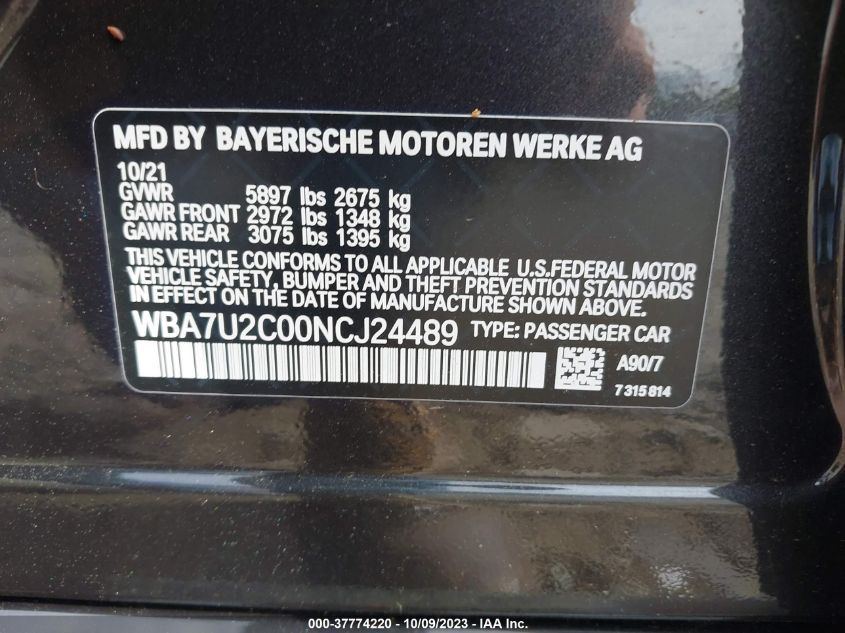 MFD BY BAYERISCHE MOTOREN WERKE AG
10/21
GVWR 5897 lbs 2675 kg
GAWR FRONT 2972 lbs 1348 kg
GAWR REAR 3075 lbs 1395 kg
THIS VEHICLE CONFORMS TO ALL APPLICABLE U.S.FEDERAL MOTOR
VEHICLE SAFETY, BUMPER AND THEFT PREVENTION STANDARDS
IN EFFECT ON THE DATE OF MANUFACTURE SHOWN ABOVE.
WBA7U2C00NCJ24489 TYPE: PASSENGER CAR
A90/7
7315814
000-37774220 - 10/09/2023 - IAA Inc.